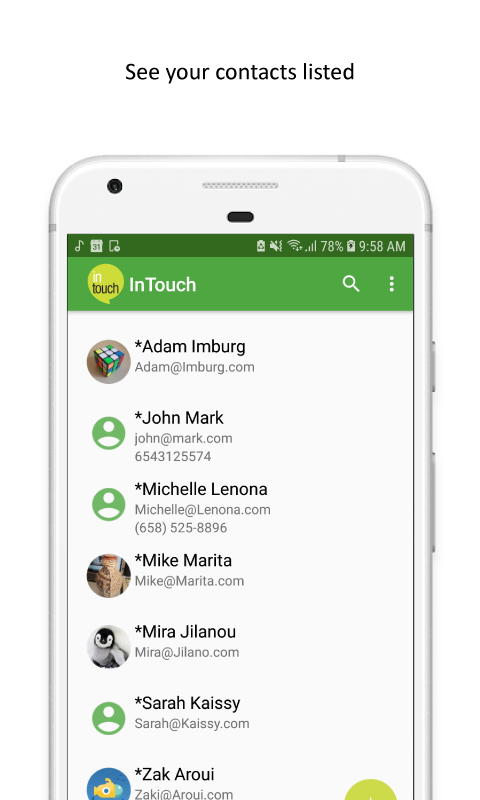 See your contacts listed
31
78% 9:58 AM
in
touch
InTouch
*Adam Imburg
Adam@Imburg.com
*John Mark
john@mark.com
6543125574
*Michelle Lenona
Michelle@Lenona.com
(658) 525-8896
*Mike Marita
Mike@Marita.com
*Mira Jilanou
Mira@Jilano.com
*Sarah Kaissy
Sarah@Kaissy.com
*Zak Aroui
Zaki@Aroui.com